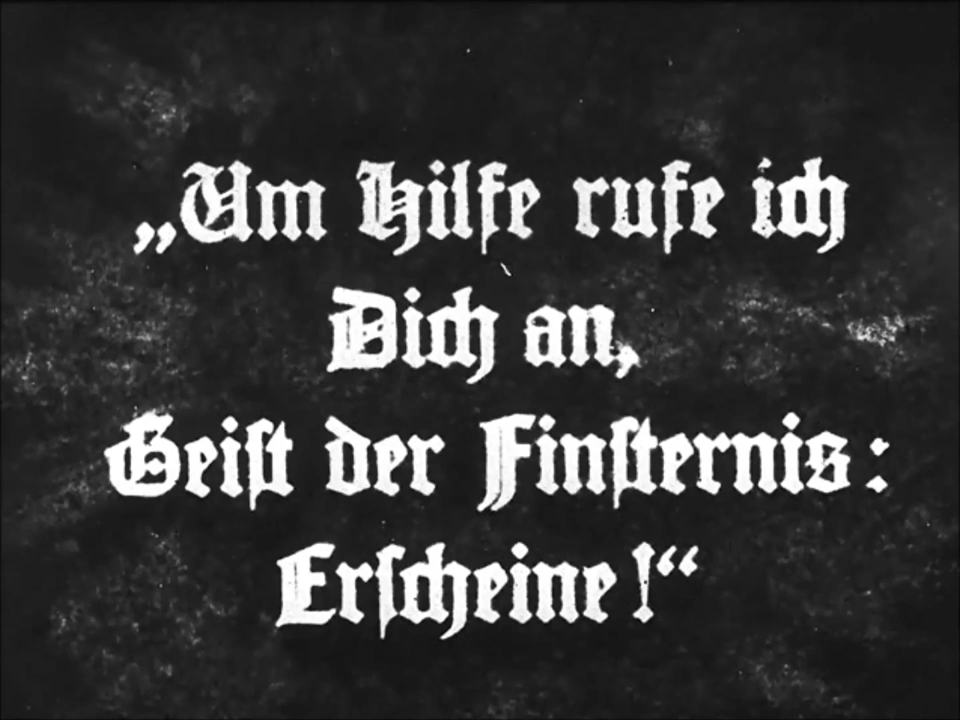 „Um Hilfe rufe ich
Dich an,
Geiſt der Finſternis:
Erſcheine!“